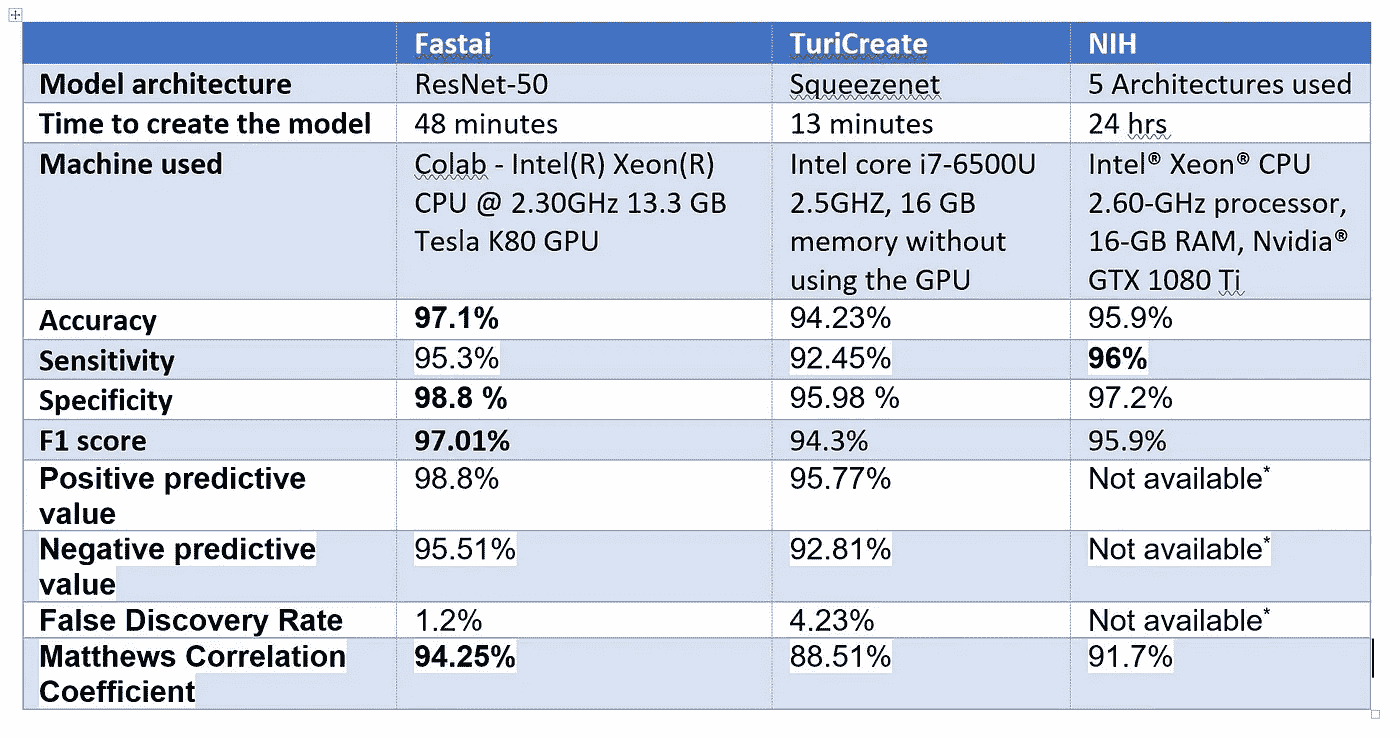 Fastai TuriCreate NIH
Model architecture ResNet-50 Squeezenet 5 Architectures used
Time to create the model 48 minutes 13 minutes 24 hrs
Machine used Colab - Intel(R) Xeon(R) Intel core i7-6500U Intel® Xeon® CPU
CPU @ 2.30GHz 13.3 GB 2.5GHZ, 16 GB 2.60-GHz processor,
Tesla K80 GPU memory without 16-GB RAM, Nvidia®
using the GPU GTX 1080 Ti
Accuracy 97.1% 94.23% 95.9%
Sensitivity 95.3% 92.45% 96%
Specificity 98.8 % 95.98 % 97.2%
F1 score 97.01% 94.3% 95.9%
Positive predictive 98.8% 95.77% Not available*
value
Negative predictive 95.51% 92.81% Not available*
value
False Discovery Rate 1.2% 4.23% Not available*
Matthews Correlation 94.25% 88.51% 91.7%
Coefficient